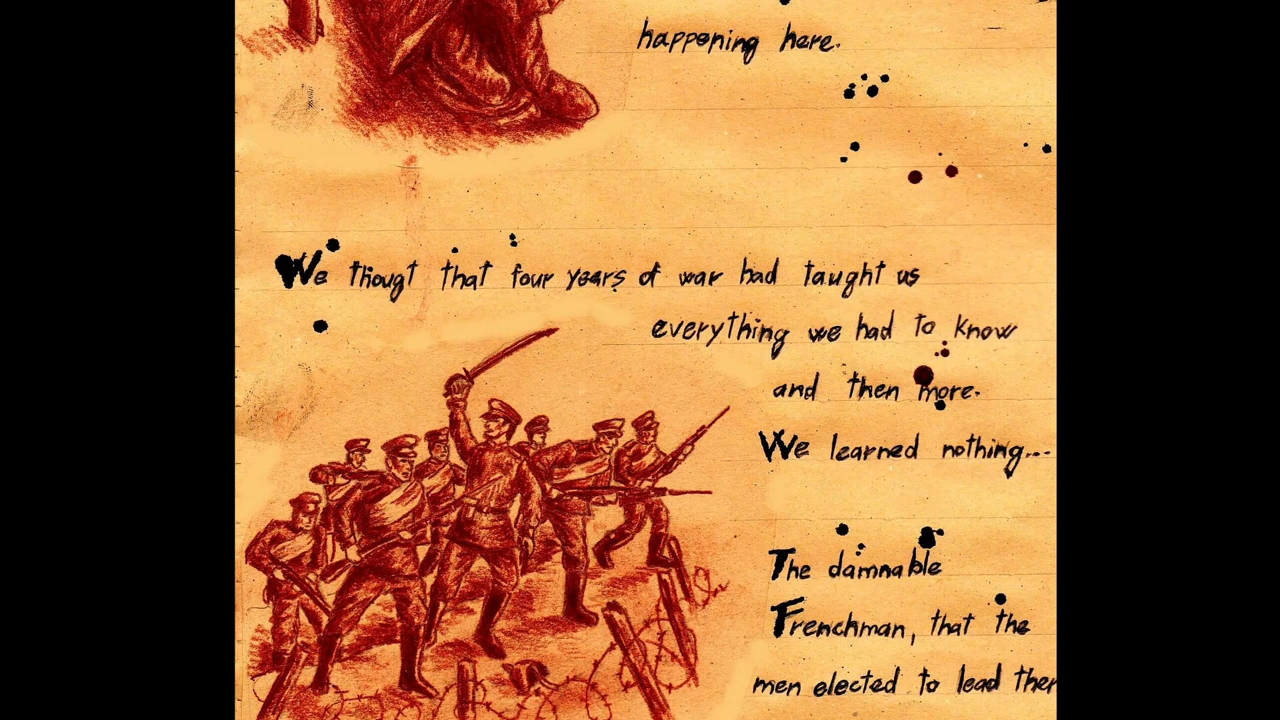 happening here.
We thougt that four years of war had taught us
everything we had to know
and then more.
We learned nothing...
The damnable
Frenchman, that the
men elected to lead ther